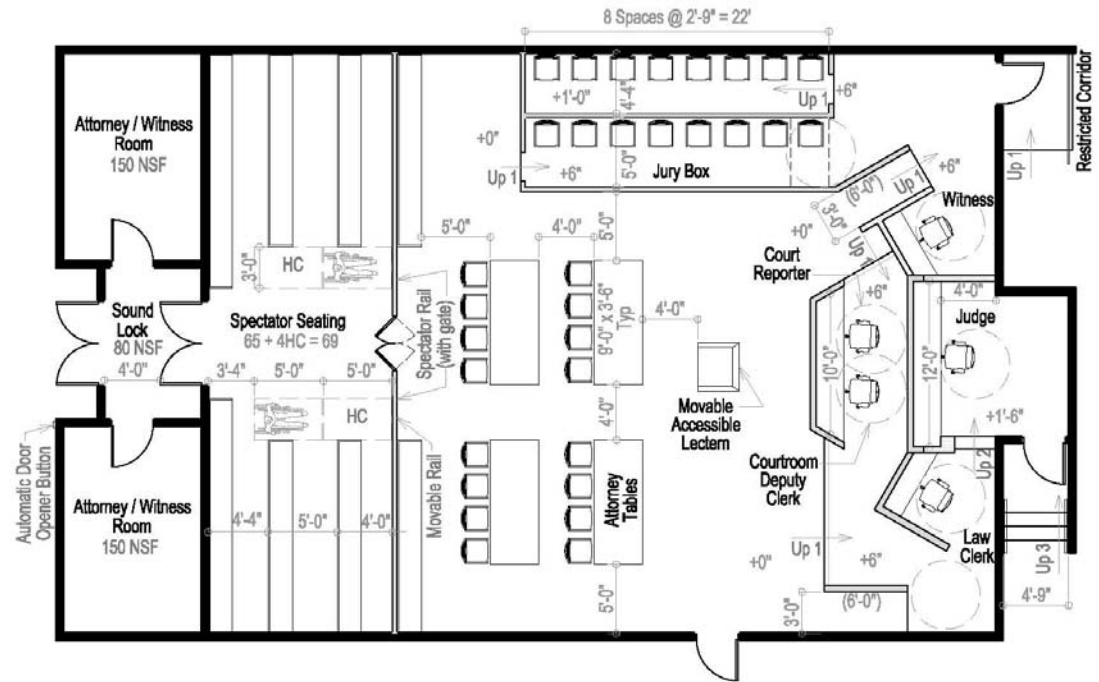 8 Spaces @ 2'-9" = 22'
Restricted Corridor
Attorney / Witness
Room
150 NSF
+1'-0"
4'-4"
Up 1
+6"
+0"
Up 1
+6"
5'-0"
Jury Box
Up 1
+6"
Up 1
(6'-0")
3'-0"
Witness
+0"
Up 1
5'-0"
4'-0"
5'-0"
3'-0"
HC
Court
Reporter
+6"
Sound
Lock
80 NSF
4'-0"
Spectator Seating
65 + 4HC = 69
Spectator Rail
(with gate)
9'-0" x 3'-6"
Typ
4'-0"
4'-0"
Judge
10'-0"
12'-0"
+1'-6"
3'-4"
5'-0"
5'-0"
HC
4'-0"
Movable
Accessible
Lectern
Automatic Door
Opener Button
Movable Rail
Attorney
Tables
Courtroom
Deputy
Clerk
Up 2
Attorney / Witness
Room
150 NSF
4'-4"
5'-0"
4'-0"
Up 1
+0"
+6"
Law
Clerk
Up 3
5'-0"
3'-0"
(6'-0")
4'-9"